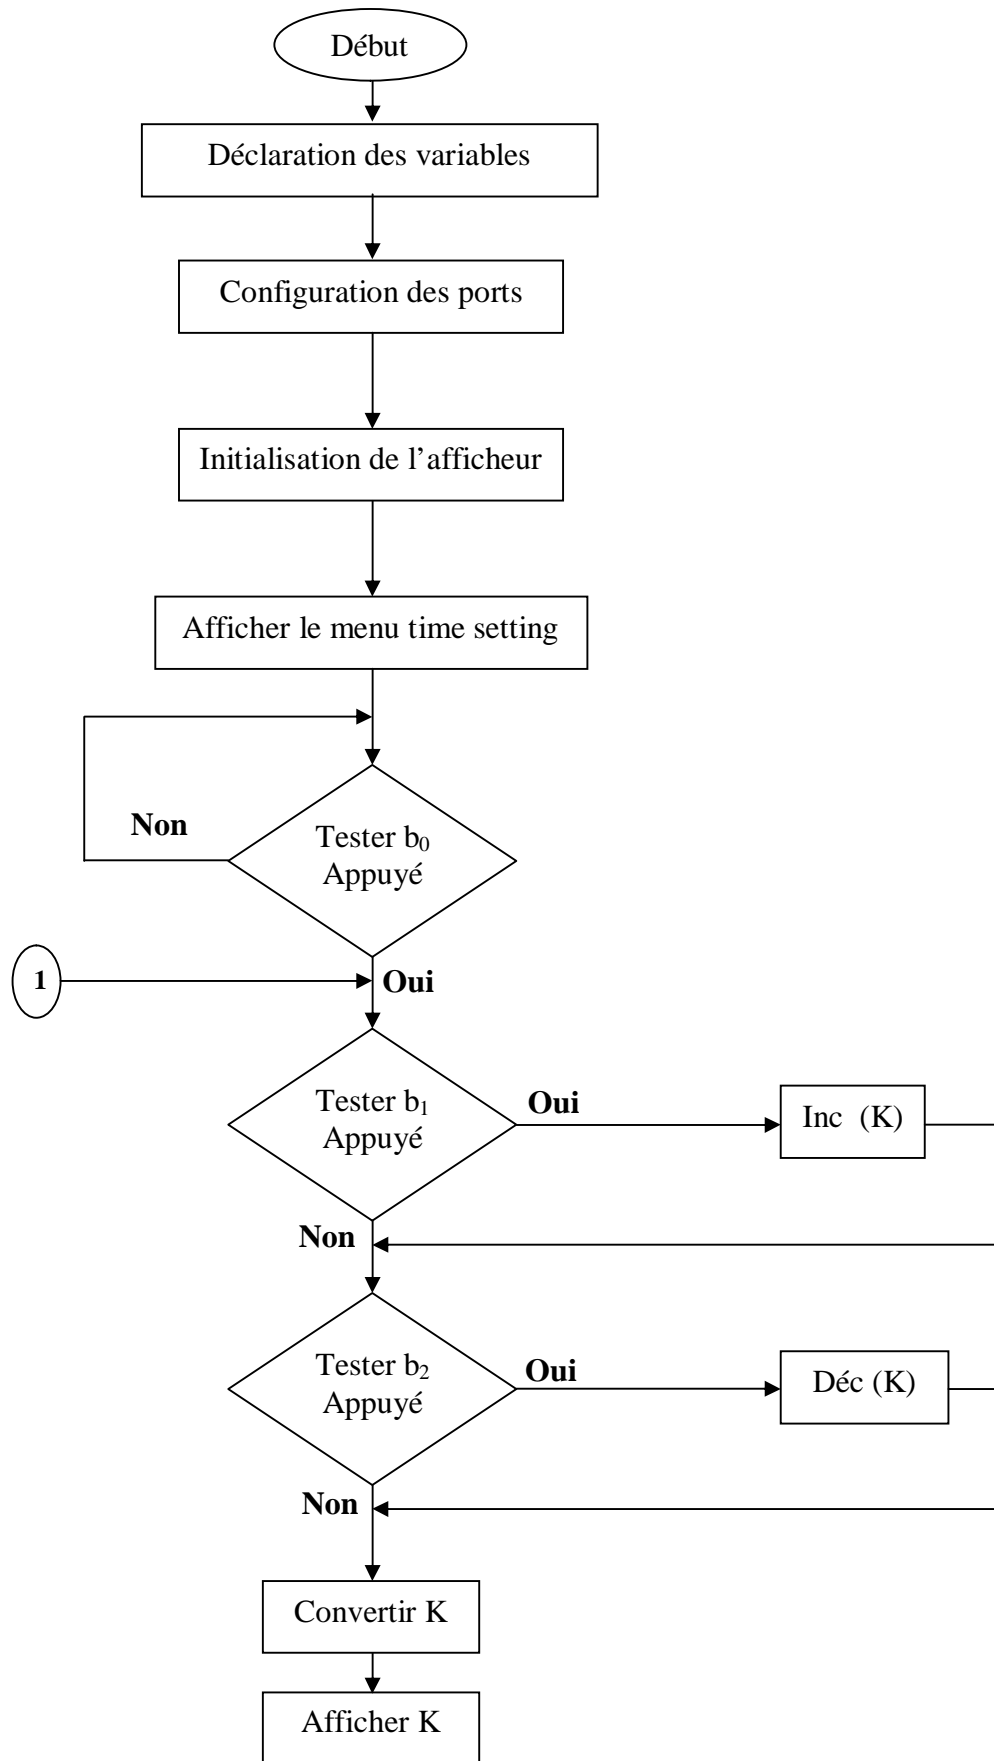 Début
Déclaration des variables
Configuration des ports
Initialisation de l’afficheur
Afficher le menu time setting
Non
Tester b₀
Appuyé
1
Oui
Tester b₁
Appuyé
Oui
Inc (K)
Non
Tester b₂
Appuyé
Oui
Déc (K)
Non
Convertir K
Afficher K